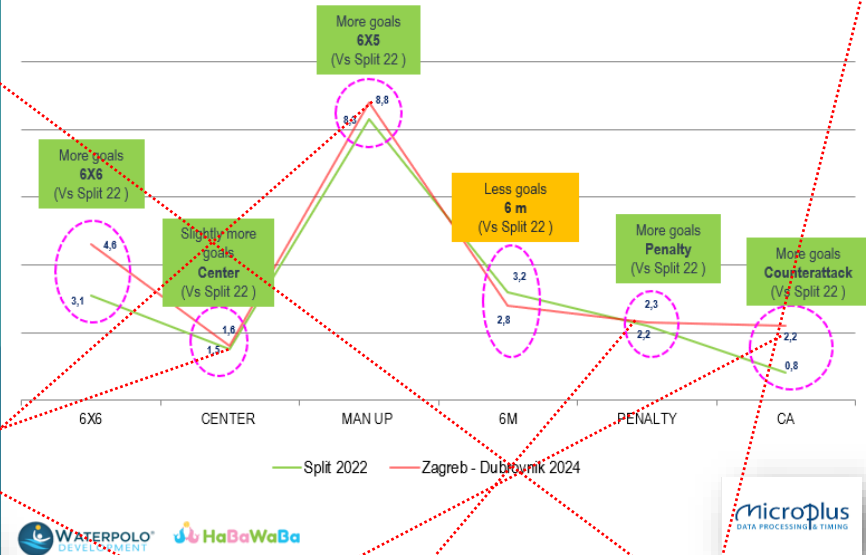 More goals
6X5
(Vs Split 22 )
8,8
8,3
More goals
6X6
(Vs Split 22 )
4,6
3,1
Slightly more
goals
Center
(Vs Split 22 )
1,6
1,5
Less goals
6 m
(Vs Split 22 )
3,2
2,8
More goals
Penalty
(Vs Split 22 )
2,3
2,2
More goals
Counterattack
(Vs Split 22 )
2,2
0,8
6X6 CENTER MAN UP 6M PENALTY CA
Split 2022 Zagreb - Dubrovnik 2024
WATERPOLO®
DEVELOPMENT
HaBaWaBa
Microplus
DATA PROCESSING & TIMING